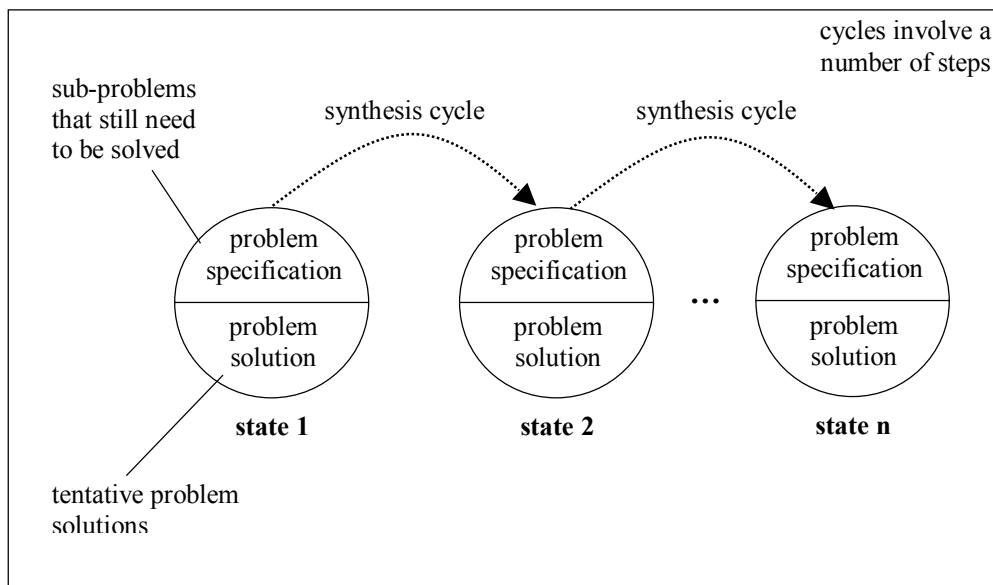 cycles involve a
number of steps
sub-problems
that still need
to be solved
synthesis cycle
synthesis cycle
problem
specification
problem
solution
problem
specification
problem
solution
...
problem
specification
problem
solution
state 1
state 2
state n
tentative problem
solutions